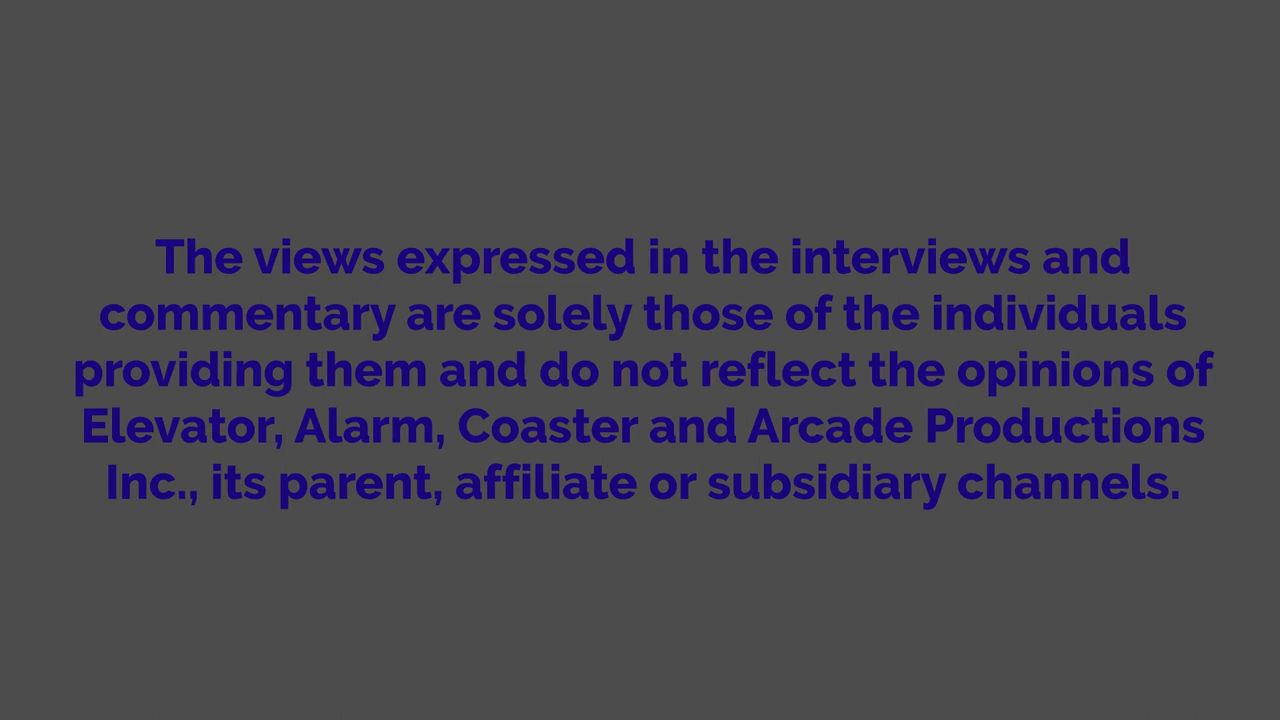 The views expressed in the interviews and
commentary are solely those of the individuals
providing them and do not reflect the opinions of
Elevator, Alarm, Coaster and Arcade Productions
Inc., its parent, affiliate or subsidiary channels.